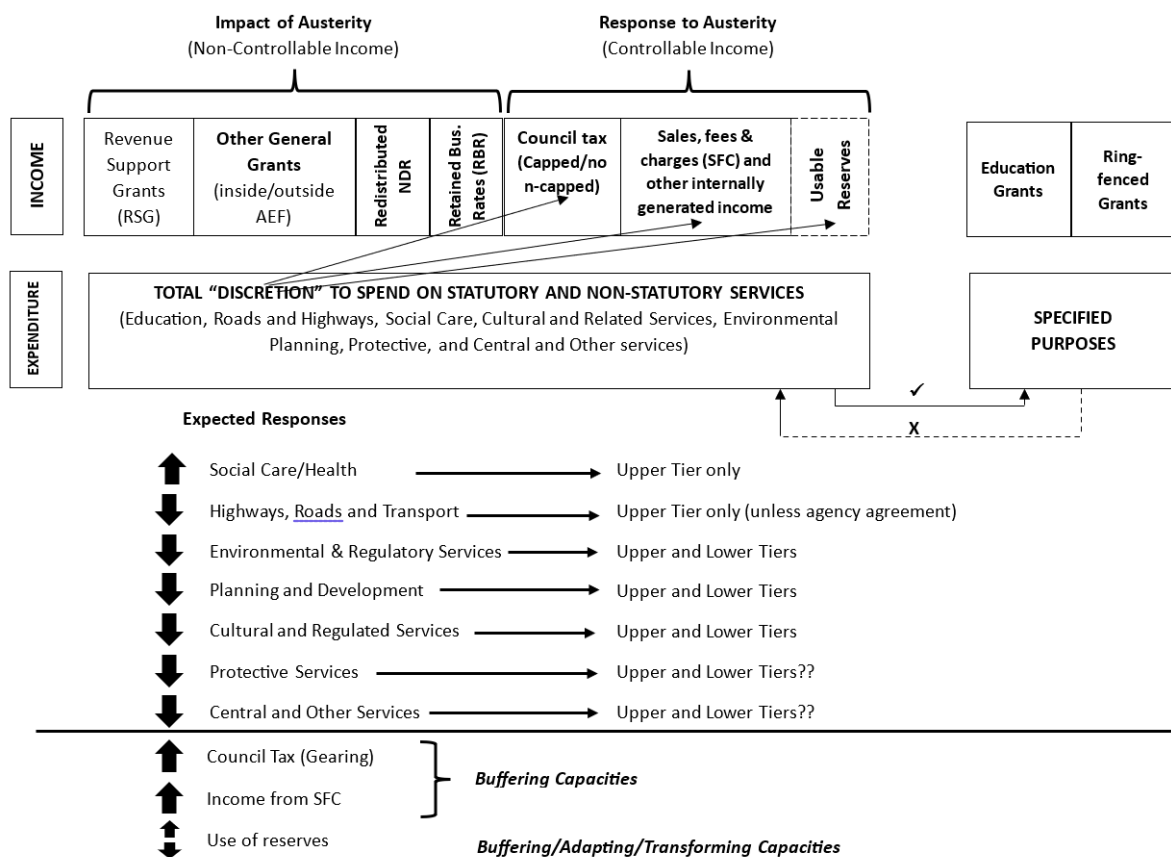 Impact of Austerity
(Non-Controllable Income)
Response to Austerity
(Controllable Income)
INCOME
Revenue
Support
Grants
(RSG)
Other General
Grants
(inside/outside
AEF)
Redistributed
NDR
Retained Bus.
Rates (RBR)
Council tax
(Capped/no
n-capped)
Sales, fees &
charges (SFC) and
other internally
generated income
Usable
Reserves
Education
Grants
Ring-
fenced
Grants
EXPENDITURE
TOTAL “DISCRETION” TO SPEND ON STATUTORY AND NON-STATUTORY SERVICES
(Education, Roads and Highways, Social Care, Cultural and Related Services, Environmental
Planning, Protective, and Central and Other services)
SPECIFIED
PURPOSES
✓
X
Expected Responses
Social Care/Health
Upper Tier only
Highways, Roads and Transport
Upper Tier only (unless agency agreement)
Environmental & Regulatory Services
Upper and Lower Tiers
Planning and Development
Upper and Lower Tiers
Cultural and Regulated Services
Upper and Lower Tiers
Protective Services
Upper and Lower Tiers??
Central and Other Services
Upper and Lower Tiers??
Council Tax (Gearing)
Income from SFC
Buffering Capacities
Use of reserves
Buffering/Adapting/Transforming Capacities